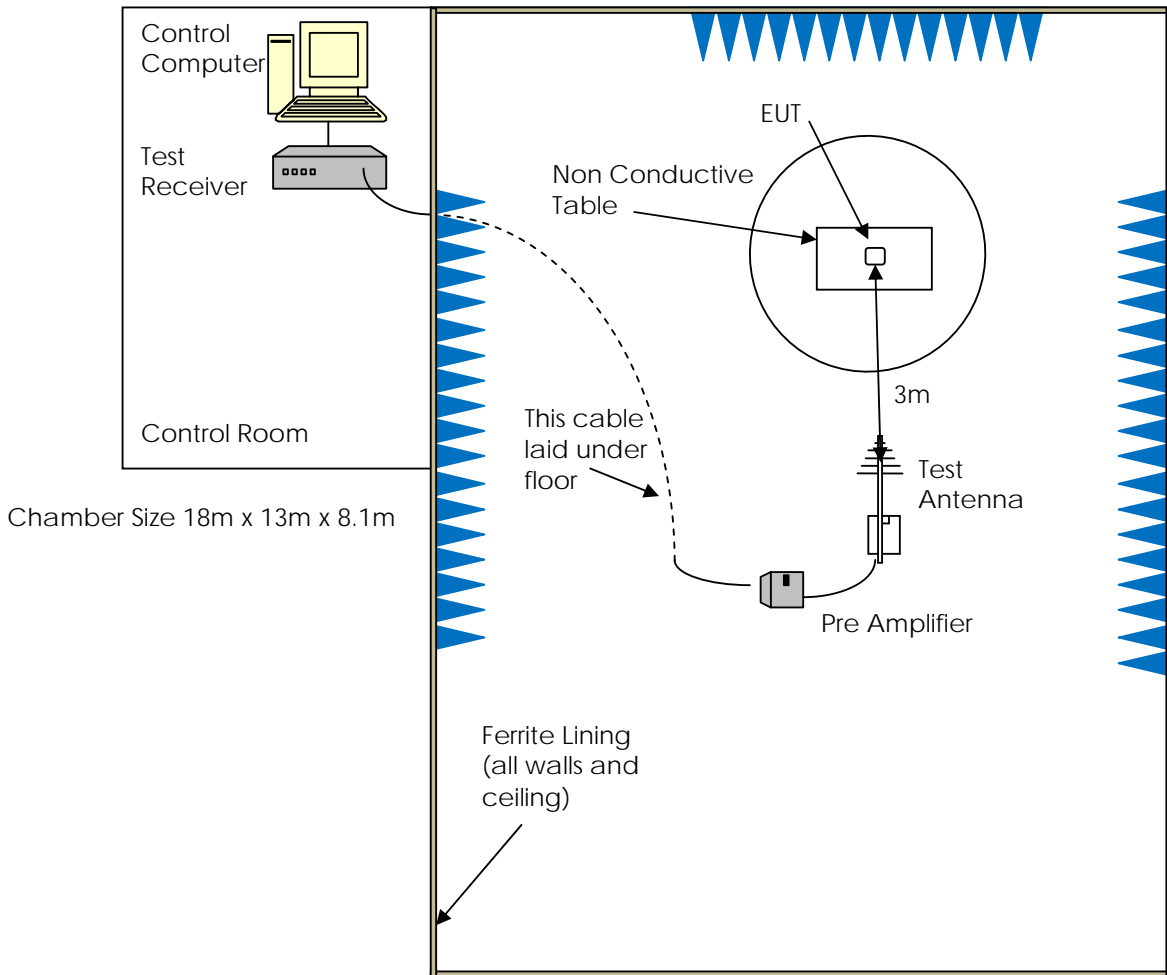 Control
Computer
Test
Receiver
Control Room
Chamber Size 18m x 13m x 8.1m
EUT
Non Conductive
Table
3m
This cable
laid under
floor
Test
Antenna
Pre Amplifier
Ferrite Lining
(all walls and
ceiling)